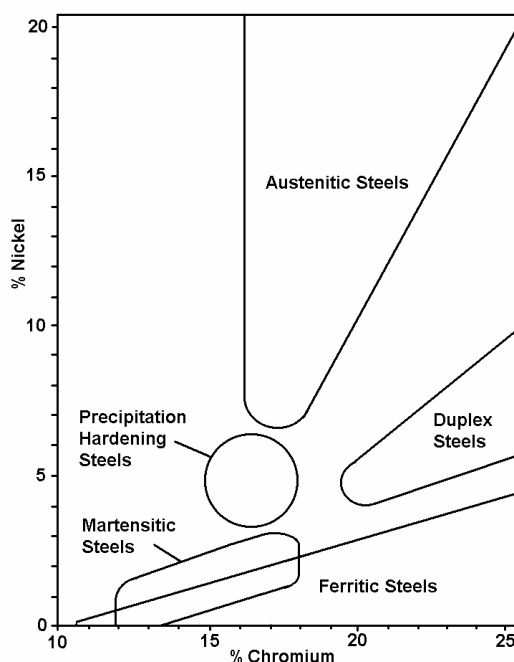 20
% Nickel
15
Austenitic Steels
10
Precipitation
Hardening
Steels
Duplex
Steels
5
Martensitic
Steels
Ferritic Steels
0
10
15
20
25
% Chromium